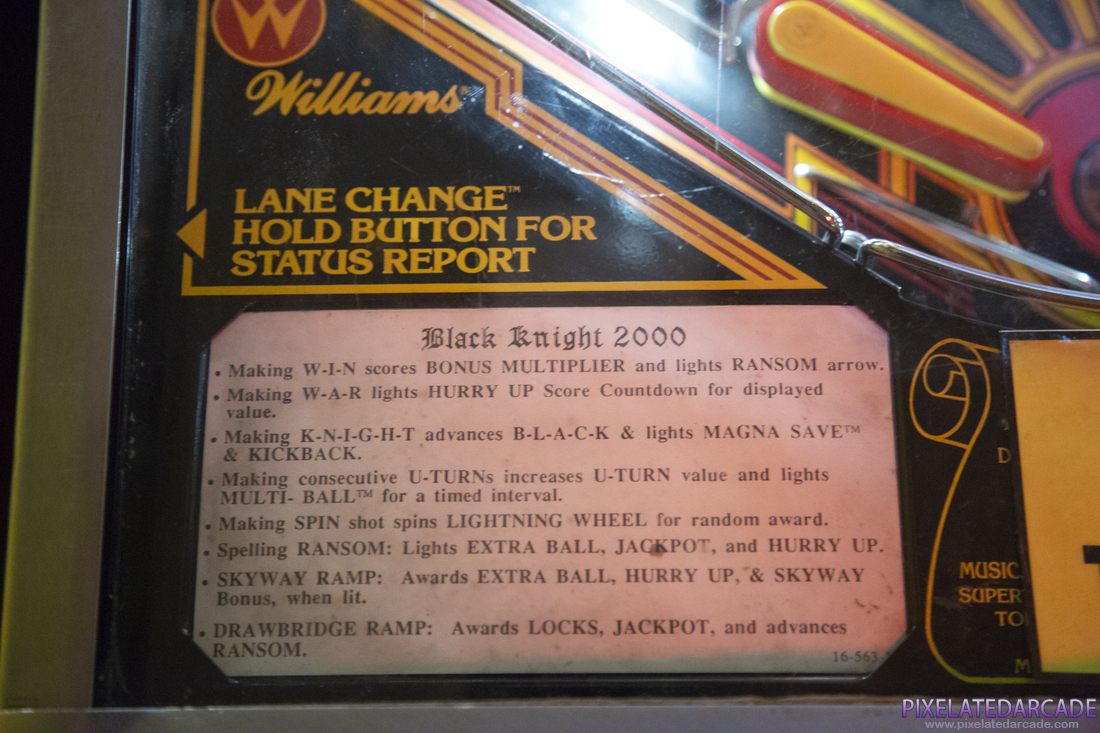 W
Williams®
LANE CHANGE™
HOLD BUTTON FOR
STATUS REPORT
Black Knight 2000
• Making W-I-N scores BONUS MULTIPLIER and lights RANSOM arrow.
• Making W-A-R lights HURRY UP Score Countdown for displayed
value.
• Making K-N-I-G-H-T advances B-L-A-C-K & lights MAGNA SAVE™
& KICKBACK.
• Making consecutive U-TURNs increases U-TURN value and lights
MULTI- BALL™ for a timed interval.
• Making SPIN shot spins LIGHTNING WHEEL for random award.
• Spelling RANSOM: Lights EXTRA BALL, JACKPOT, and HURRY UP.
• SKYWAY RAMP: Awards EXTRA BALL, HURRY UP, & SKYWAY
Bonus, when lit.
• DRAWBRIDGE RAMP: Awards LOCKS, JACKPOT, and advances
RANSOM.
16-563
D
MUSIC
SUPER
TO
M
PIXELATEDARCADE
www.pixelatedarcade.com